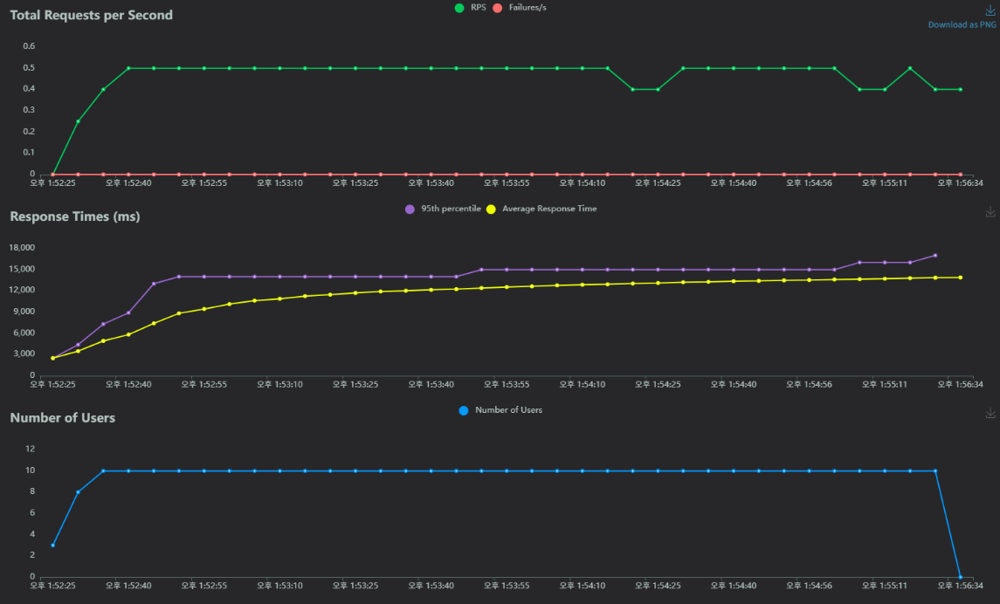 Total Requests per Second
RPS Failures/s
Download as PNG
0.6
0.5
0.4
0.3
0.2
0.1
0
오후 1:52:25 오후 1:52:40 오후 1:52:55 오후 1:53:10 오후 1:53:25 오후 1:53:40 오후 1:53:55 오후 1:54:10 오후 1:54:25 오후 1:54:40 오후 1:54:56 오후 1:55:11 오후 1:56:34
Response Times (ms)
95th percentile Average Response Time
18,000
15,000
12,000
9,000
6,000
3,000
0
오후 1:52:25 오후 1:52:40 오후 1:52:55 오후 1:53:10 오후 1:53:25 오후 1:53:40 오후 1:53:55 오후 1:54:10 오후 1:54:25 오후 1:54:40 오후 1:54:56 오후 1:55:11 오후 1:56:34
Number of Users
Number of Users
12
10
8
6
4
2
0
오후 1:52:25 오후 1:52:40 오후 1:52:55 오후 1:53:10 오후 1:53:25 오후 1:53:40 오후 1:53:55 오후 1:54:10 오후 1:54:25 오후 1:54:40 오후 1:54:56 오후 1:55:11 오후 1:56:34